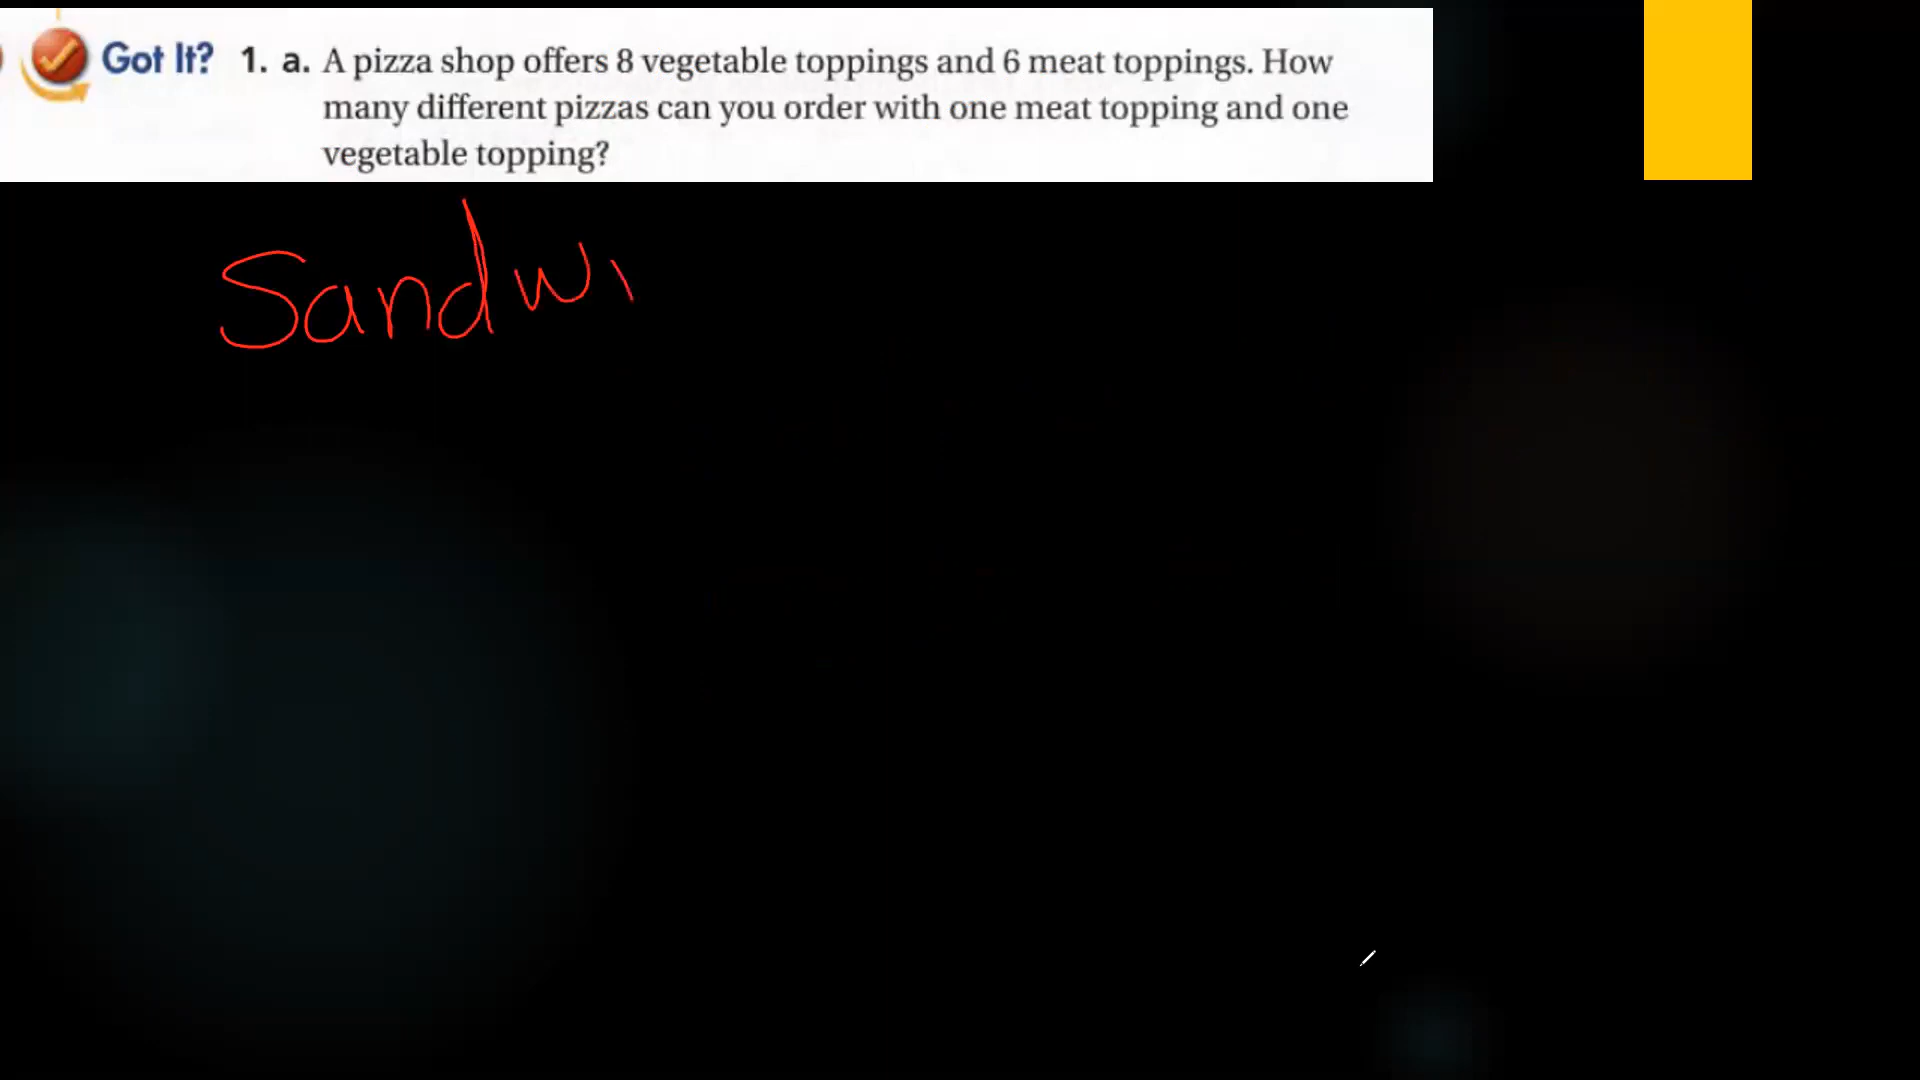 Got It? 1. a. A pizza shop offers 8 vegetable toppings and 6 meat toppings. How
many different pizzas can you order with one meat topping and one
vegetable topping?
Sandwi